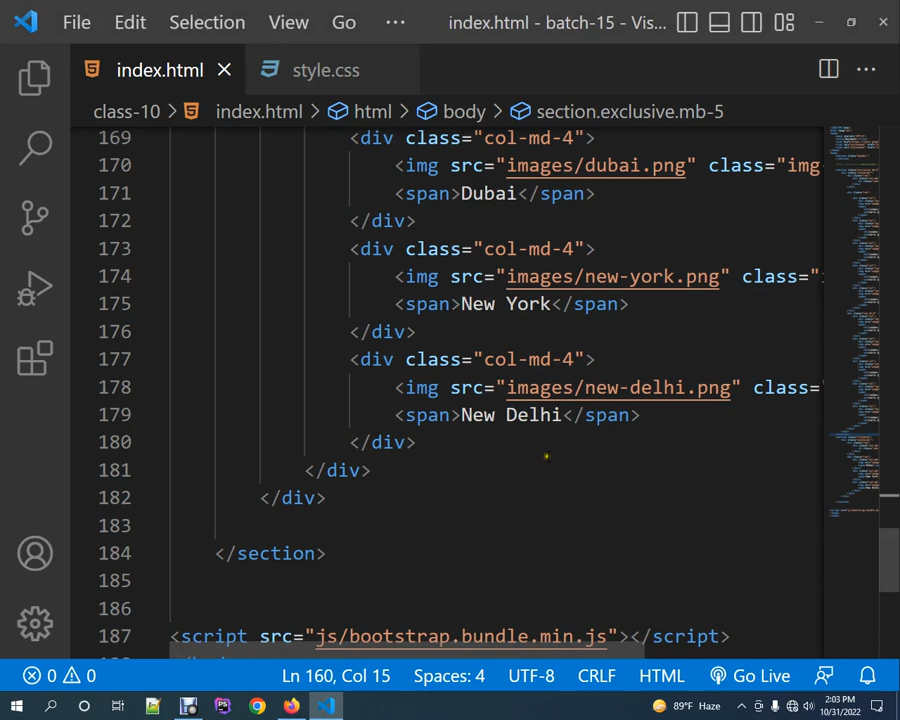 File Edit Selection View Go ··· index.html - batch-15 - Vis...
index.html style.css
class-10 > index.html > html > body > section.exclusive.mb-5
169 <div class="col-md-4">
170 <img src="images/dubai.png" class="img
171 <span>Dubai</span>
172 </div>
173 <div class="col-md-4">
174 <img src="images/new-york.png" class="
175 <span>New York</span>
176 </div>
177 <div class="col-md-4">
178 <img src="images/new-delhi.png" class=
179 <span>New Delhi</span>
180 </div>
181 </div>
182 </div>
183
184 </section>
185
186
187 <script src="js/bootstrap.bundle.min.js"></script>
0 0 Ln 160, Col 15 Spaces: 4 UTF-8 CRLF HTML Go Live
PS 89°F Haze 2:03 PM
10/31/2022